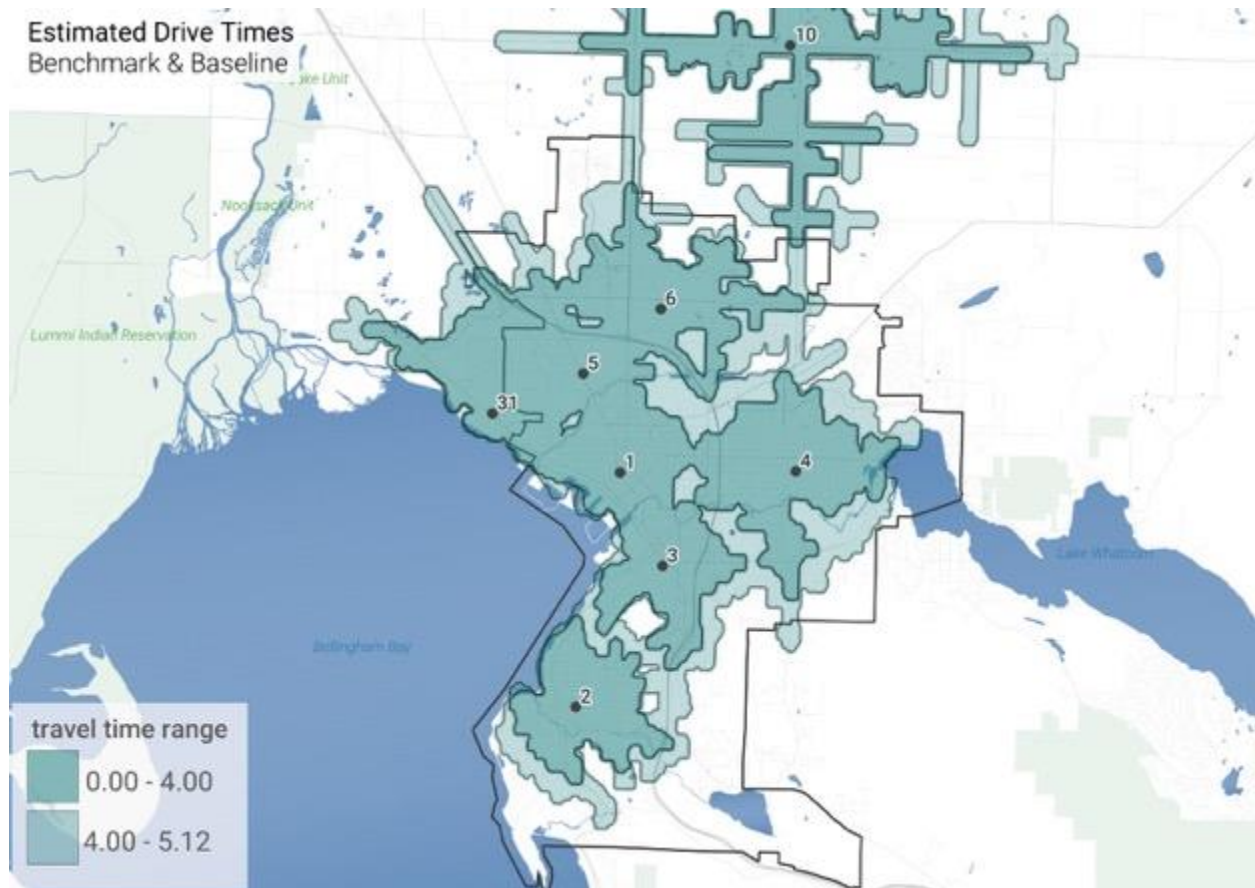 Estimated Drive Times
Benchmark & Baseline
10
Nooksack Unit
6
Lummi Indian Reservation
5
31
1
4
3
Lake Whatcom
Bellingham Bay
2
travel time range
0.00 - 4.00
4.00 - 5.12